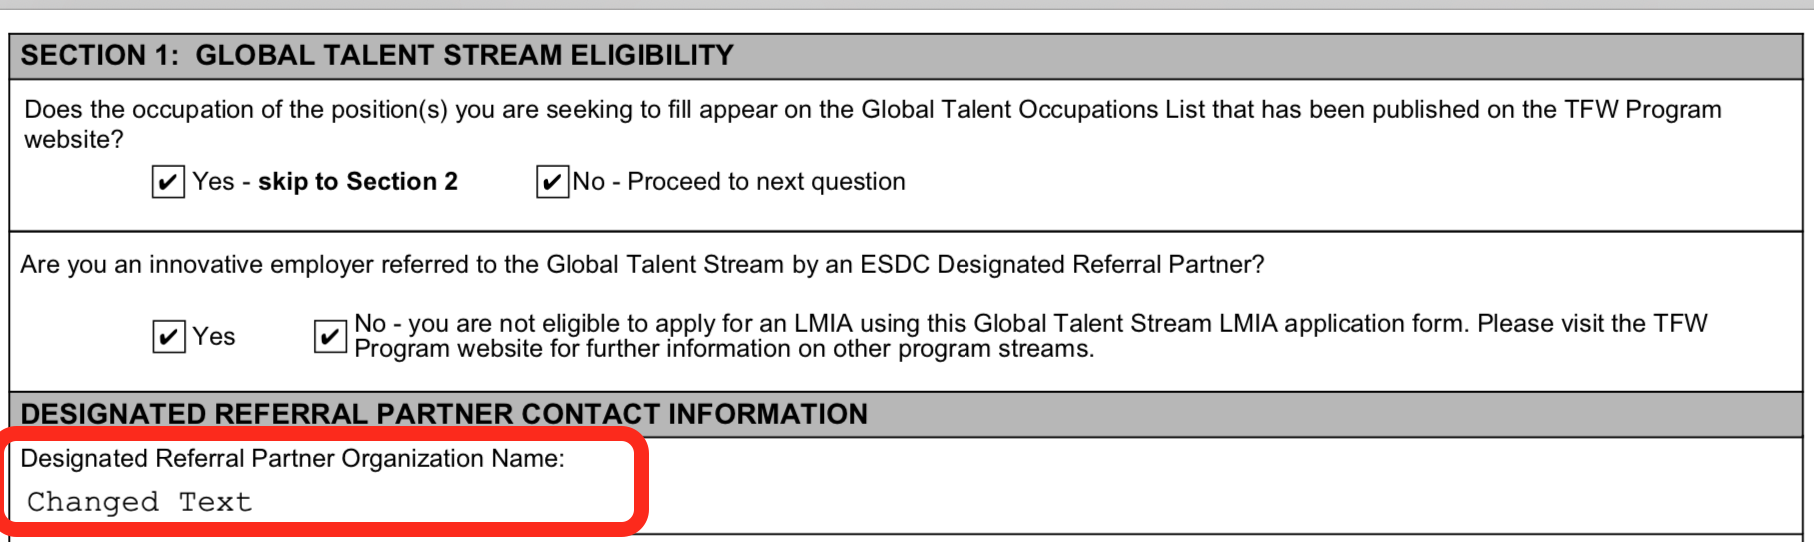 SECTION 1: GLOBAL TALENT STREAM ELIGIBILITY
Does the occupation of the position(s) you are seeking to fill appear on the Global Talent Occupations List that has been published on the TFW Program
website?
✔ Yes - skip to Section 2 ✔ No - Proceed to next question
Are you an innovative employer referred to the Global Talent Stream by an ESDC Designated Referral Partner?
✔ Yes ✔ No - you are not eligible to apply for an LMIA using this Global Talent Stream LMIA application form. Please visit the TFW
Program website for further information on other program streams.
DESIGNATED REFERRAL PARTNER CONTACT INFORMATION
Designated Referral Partner Organization Name:
Changed Text